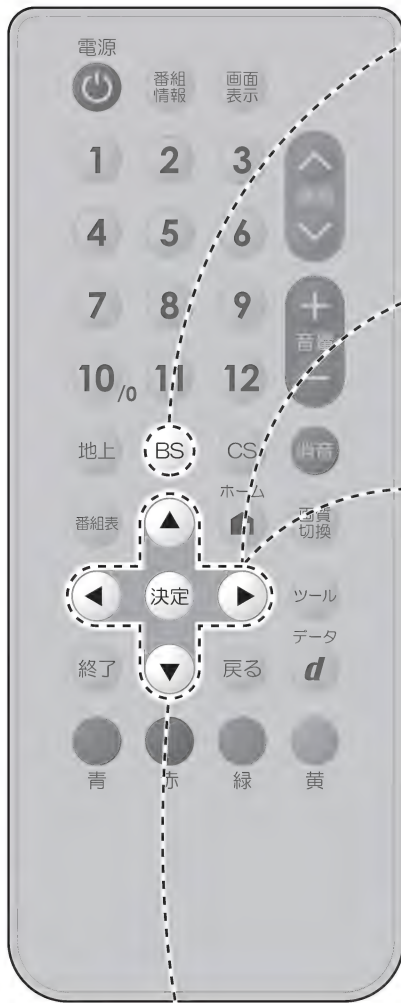 電源
番組
情報
画面
表示
1 2 3
4 5 6
7 8 9
音量
10/0 11 12
地上 BS CS 消音
ホーム
番組表 画質
切換
決定 ツール
データ
終了 戻る d
青 赤 緑 黄